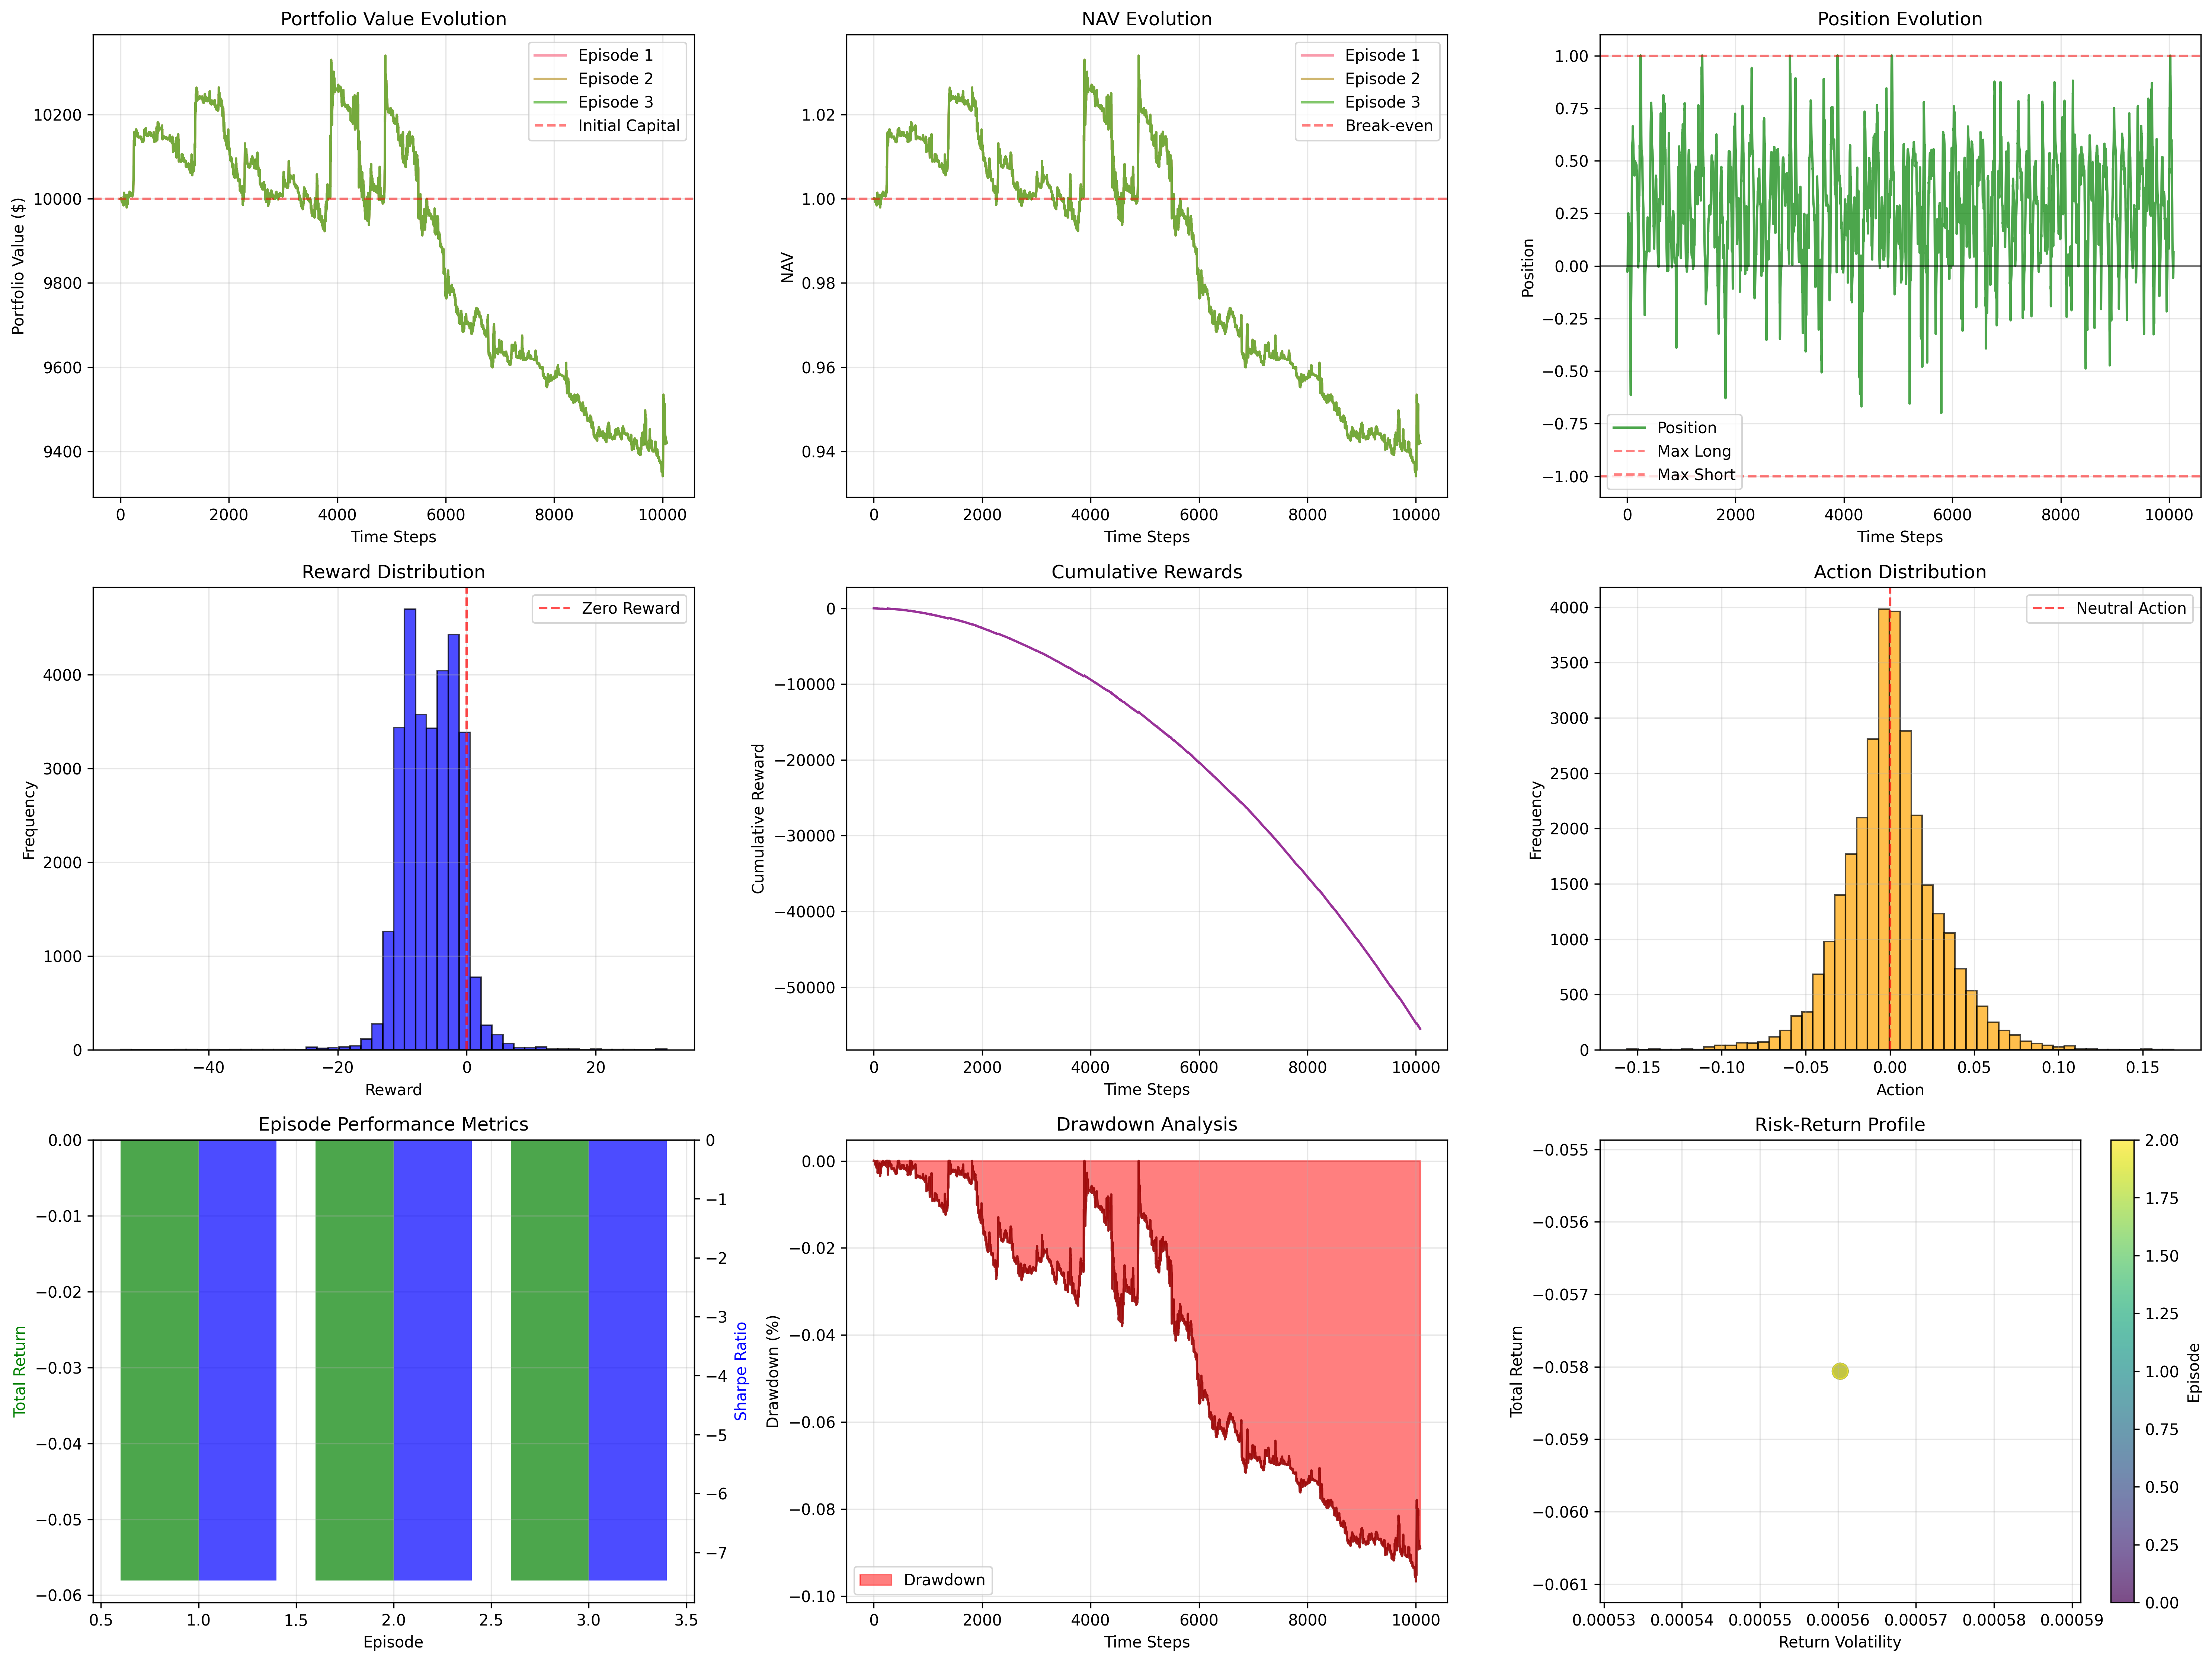 Portfolio Value Evolution
Portfolio Value ($)
10200
10000
9800
9600
9400
0 2000 4000 6000 8000 10000
Time Steps
Episode 1
Episode 2
Episode 3
Initial Capital
NAV Evolution
NAV
1.02
1.00
0.98
0.96
0.94
0 2000 4000 6000 8000 10000
Time Steps
Episode 1
Episode 2
Episode 3
Break-even
Position Evolution
Position
1.00
0.75
0.50
0.25
0.00
−0.25
−0.50
−0.75
−1.00
0 2000 4000 6000 8000 10000
Time Steps
Position
Max Long
Max Short
Reward Distribution
Frequency
4000
3000
2000
1000
0
−40 −20 0 20
Reward
Zero Reward
Cumulative Rewards
Cumulative Reward
0
−10000
−20000
−30000
−40000
−50000
0 2000 4000 6000 8000 10000
Time Steps
Action Distribution
Frequency
4000
3500
3000
2500
2000
1500
1000
500
0
−0.15 −0.10 −0.05 0.00 0.05 0.10 0.15
Action
Neutral Action
Episode Performance Metrics
Total Return
0.00
−0.01
−0.02
−0.03
−0.04
−0.05
−0.06
0.5 1.0 1.5 2.0 2.5 3.0 3.5
Episode
0
−1
−2
−3
−4
−5
−6
−7
Sharpe Ratio
Drawdown Analysis
Drawdown (%)
0.00
−0.02
−0.04
−0.06
−0.08
−0.10
0 2000 4000 6000 8000 10000
Time Steps
Drawdown
Risk-Return Profile
Total Return
−0.055
−0.056
−0.057
−0.058
−0.059
−0.060
−0.061
0.00053 0.00054 0.00055 0.00056 0.00057 0.00058 0.00059
Return Volatility
2.00
1.75
1.50
1.25
1.00
0.75
0.50
0.25
0.00
Episode